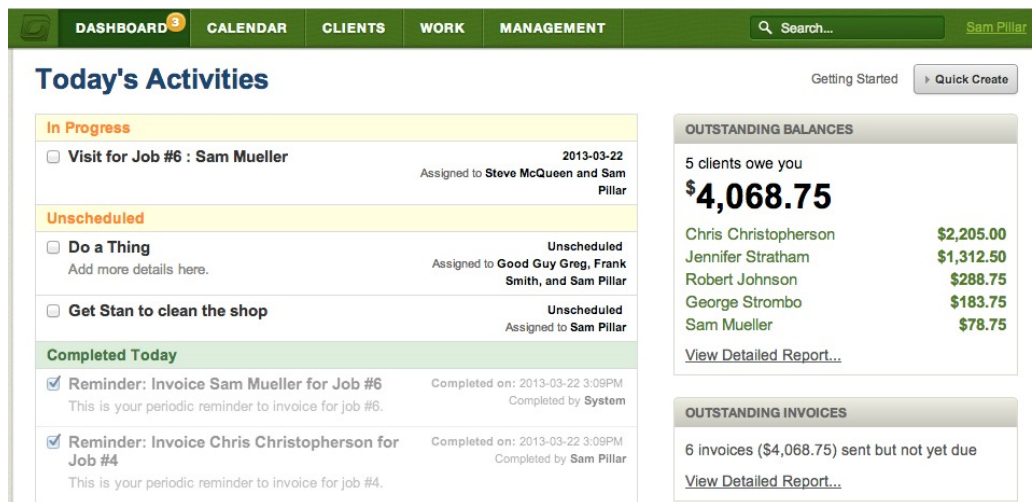 DASHBOARD 3 CALENDAR CLIENTS WORK MANAGEMENT Search... Sam Pillar
Today's Activities
Getting Started Quick Create
In Progress
Visit for Job #6 : Sam Mueller
2013-03-22
Assigned to Steve McQueen and Sam
Pillar
Unscheduled
Do a Thing
Add more details here.
Unscheduled
Assigned to Good Guy Greg, Frank
Smith, and Sam Pillar
Get Stan to clean the shop
Unscheduled
Assigned to Sam Pillar
Completed Today
Reminder: Invoice Sam Mueller for Job #6
This is your periodic reminder to invoice for job #6.
Completed on: 2013-03-22 3:09PM
Completed by System
Reminder: Invoice Chris Christopherson for
Job #4
This is your periodic reminder to invoice for job #4.
Completed on: 2013-03-22 3:09PM
Completed by Sam Pillar
OUTSTANDING BALANCES
5 clients owe you
$4,068.75
Chris Christopherson $2,205.00
Jennifer Stratham $1,312.50
Robert Johnson $288.75
George Strombo $183.75
Sam Mueller $78.75
View Detailed Report...
OUTSTANDING INVOICES
6 invoices ($4,068.75) sent but not yet due
View Detailed Report...